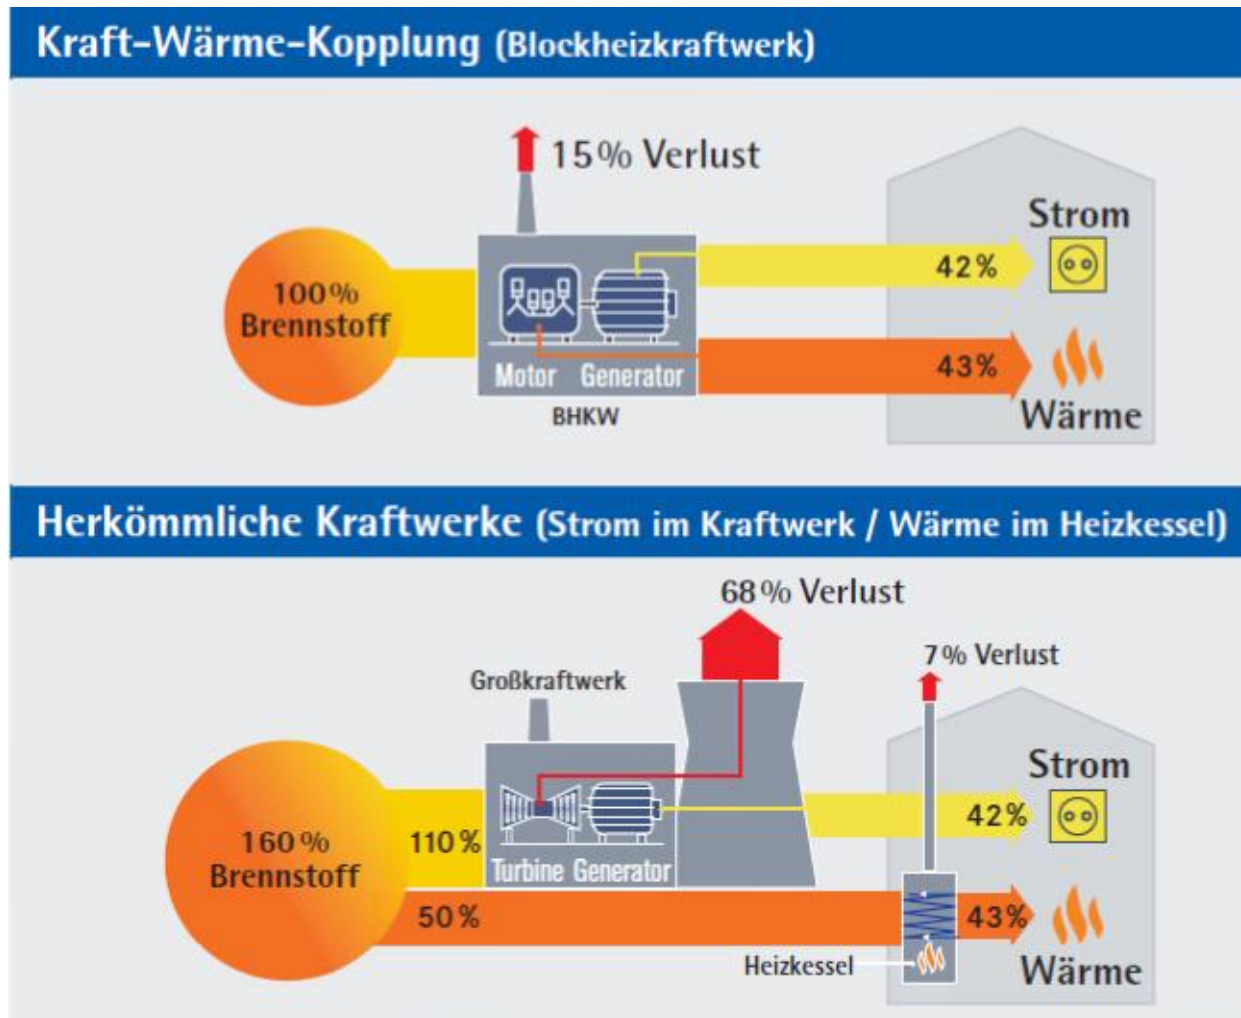 Kraft-Wärme-Kopplung (Blockheizkraftwerk)
15% Verlust
Strom
42%
100%
Brennstoff
43%
Motor Generator
BHKW
Wärme
Herkömmliche Kraftwerke (Strom im Kraftwerk / Wärme im Heizkessel)
68% Verlust
7% Verlust
Großkraftwerk
Strom
42%
160%
Brennstoff
110%
Turbine Generator
50%
43%
Heizkessel
Wärme